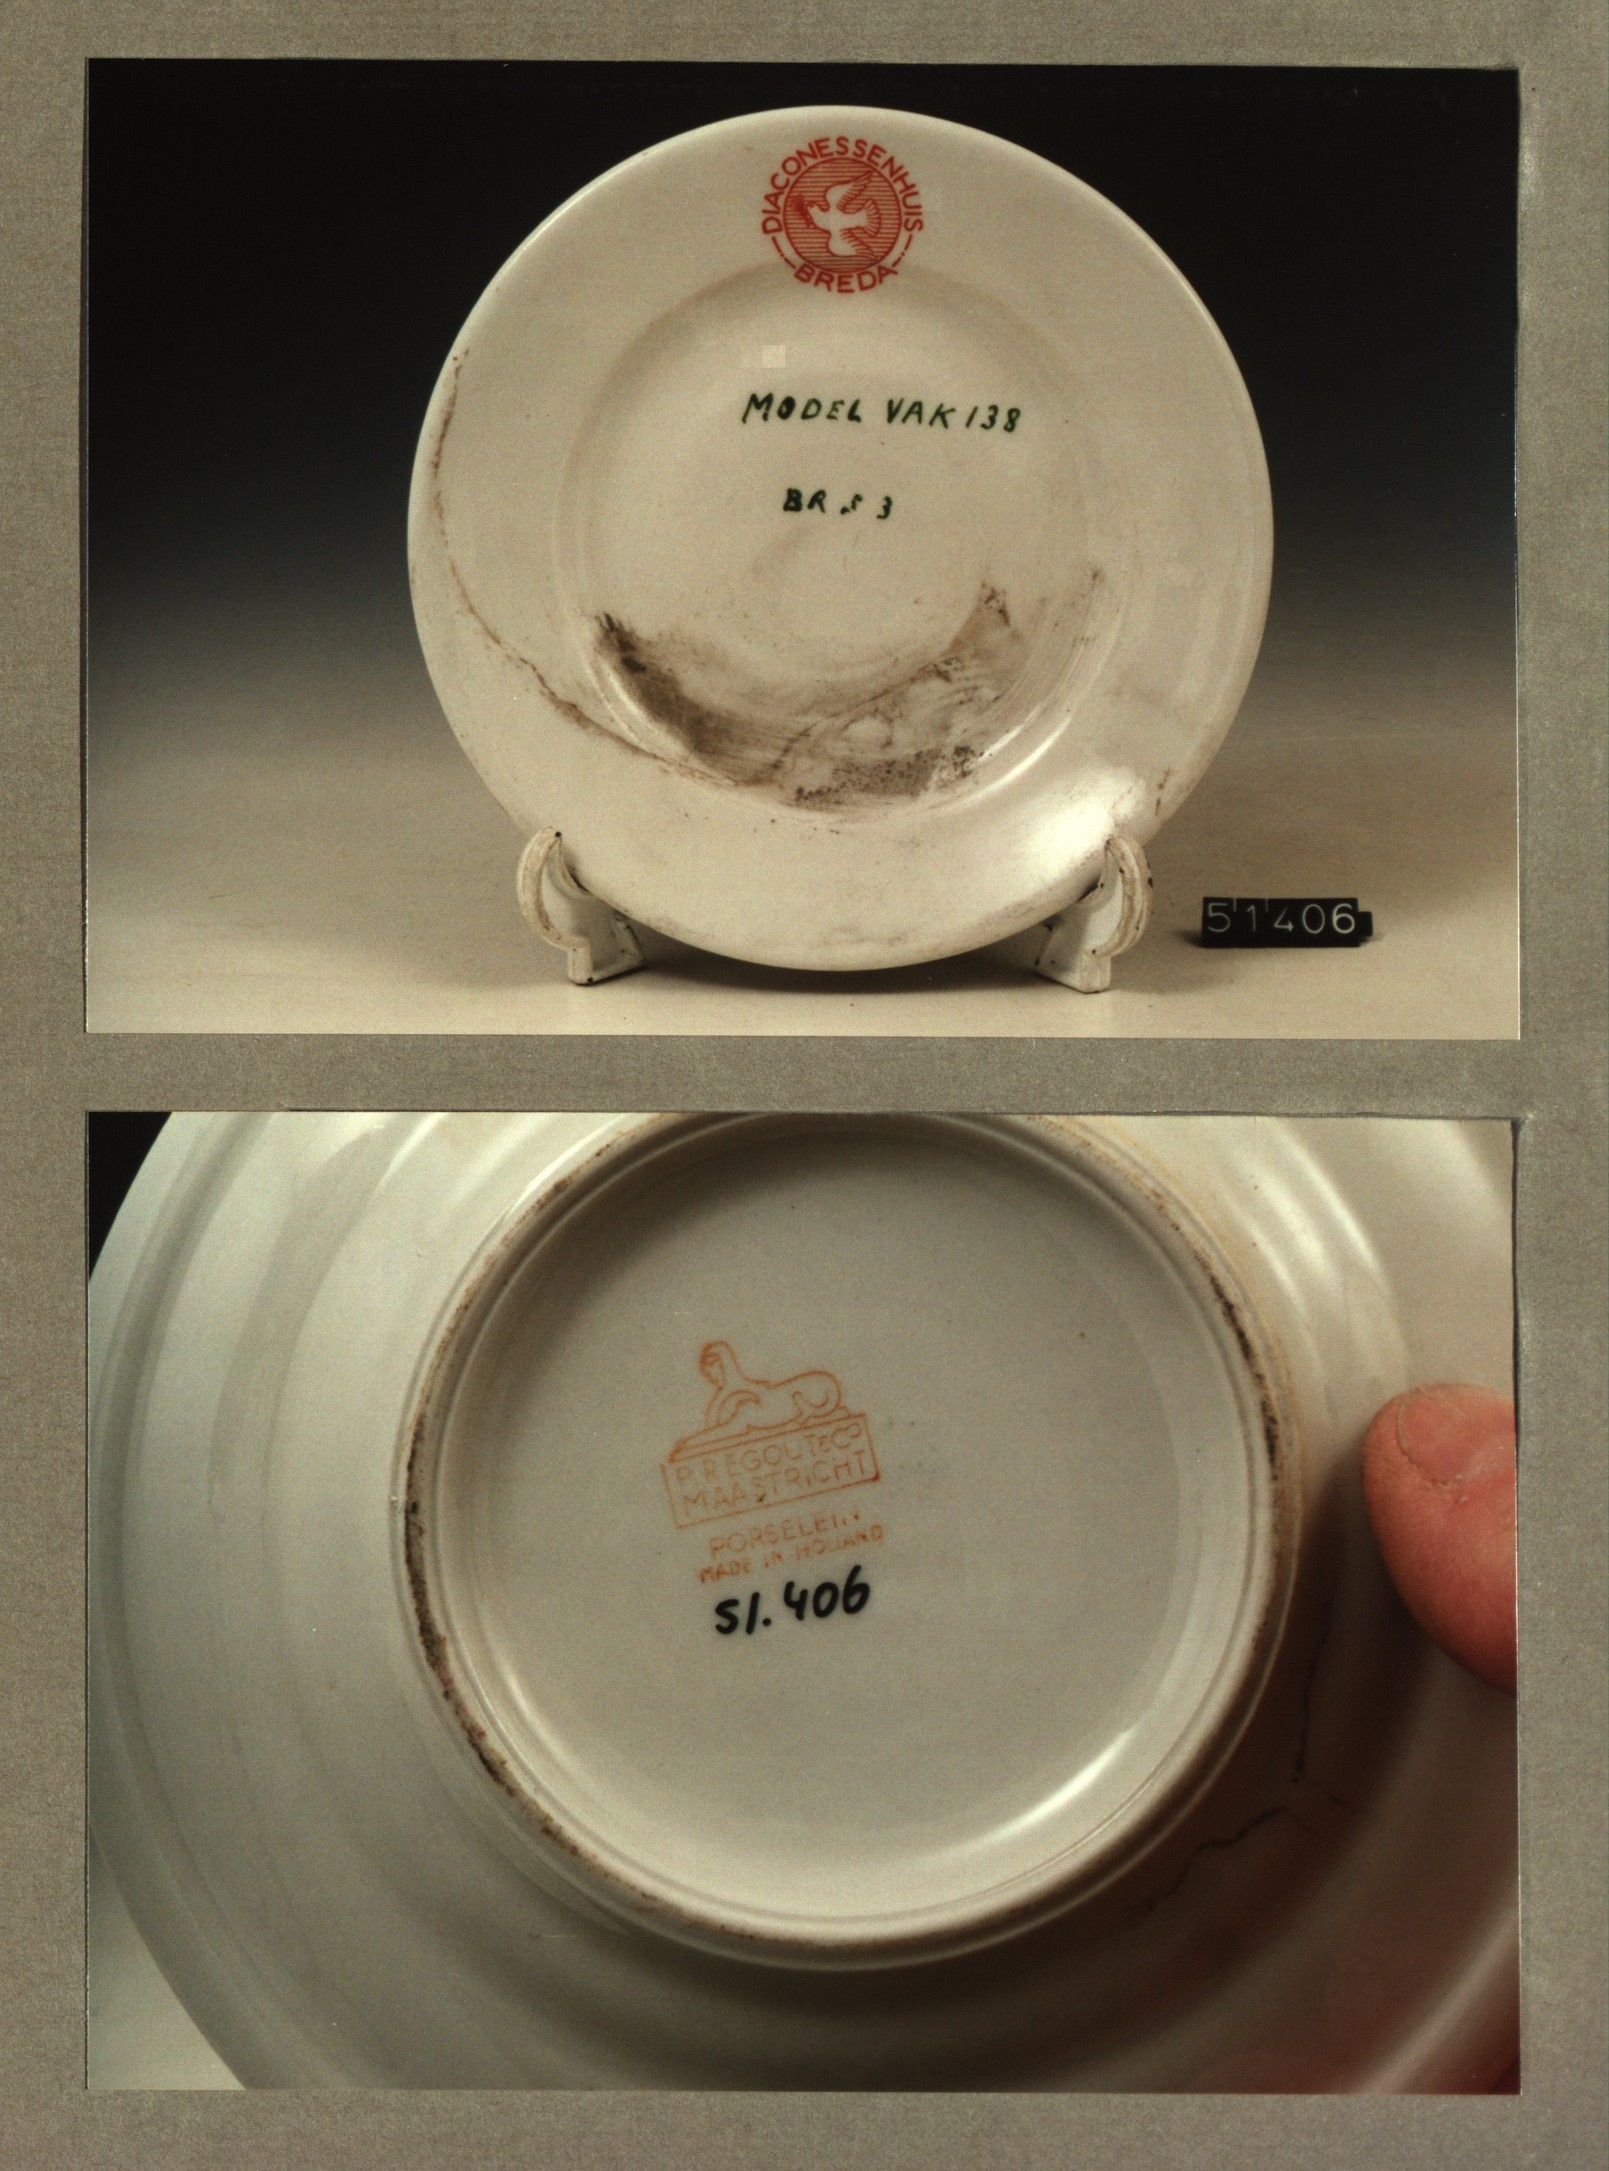 DIACONESSENHUIS
BREDA
MODEL VAK 138
BR S 3
51406
P. REGOUT & Co
MAASTRICHT
PORSELEIN
MADE IN HOLLAND
51.406